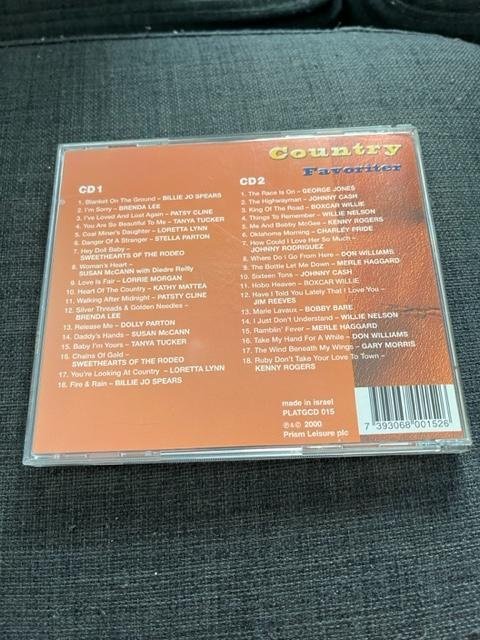 Country
Favoriter
CD1
1. Blanket On The Ground - BILLIE JO SPEARS
2. I'm Sorry - BRENDA LEE
3. I've Loved And Lost Again - PATSY CLINE
4. You Are So Beautiful To Me - TANYA TUCKER
5. Coal Miner's Daughter - LORETTA LYNN
6. Danger Of A Stranger - STELLA PARTON
7. Hey Doll Baby -
SWEETHEARTS OF THE RODEO
8. Woman's Heart -
SUSAN McCANN with Diedre Reilly
9. Love Is Fair - LORRIE MORGAN
10. Heart Of The Country - KATHY MATTEA
11. Walking After Midnight - PATSTY CLINE
12. Silver Threads & Golden Needles -
BRENDA LEE
13. Release Me - DOLLY PARTON
14. Daddy's Hands - SUSAN McCANN
15. Baby I'm Yours - TANYA TUCKER
16. Chains Of Gold -
SWEETHEARTS OF THE RODEO
17. You're Looking At Country - LORETTA LYNN
18. Fire & Rain - BILLIE JO SPEARS
CD2
1. The Race Is On - GEORGE JONES
2. The Highwayman - JOHNNY CASH
3. King Of The Road - BOXCAR WILLIE
4. Things To Remember - WILLIE NELSON
5. Me And Bobby McGee - KENNY ROGERS
6. Oklahoma Morning - CHARLEY FRIDE
7. How Could I Love Her So Much -
JOHNNY RODRIGUEZ
8. Where Do I Go From Here - DON WILLIAMS
9. The Bottle Let Me Down - MERLE HAGGARD
10. Sixteen Tons - JOHNNY CASH
11. Hobo Heaven - BOXCAR WILLIE
12. Have I Told You Lately That I Love You -
JIM REEVES
13. Marie Lavaux - BOBBY BARE
14. I Just Don't Understand - WILLIE NELSON
15. Ramblin' Fever - MERLE HAGGARD
16. Take My Hand For A While - DON WILLIAMS
17. The Wind Beneath My Wings - GARY MORRIS
18. Ruby Don't Take Your Love To Town -
KENNY ROGERS
made in israel
PLATGCD 015
℗ & © 2000
Prism Leisure plc
7 393068 001526